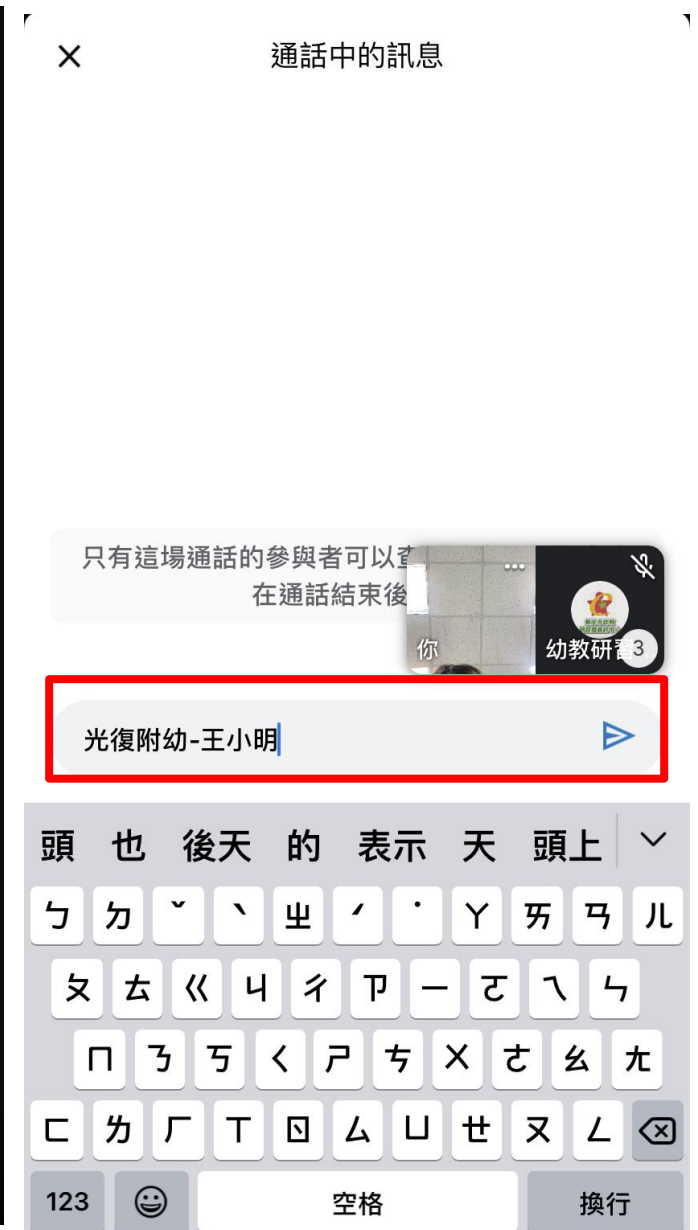 通話中的訊息
只有這場通話的參與者可以
在通話結束後
你
幼教研習
3
光復附幼-王小明
頭 也 後天 的 表示 天 頭上
ㄅ ㄉ ˇ ˋ ㄓ ˊ ˙ ㄚ ㄞ ㄢ ㄦ
ㄆ ㄊ ㄍ ㄐ ㄔ ㄗ ㄧ ㄛ ㄟ ㄣ
ㄇ ㄋ ㄎ ㄑ ㄕ ㄘ ㄨ ㄜ ㄠ ㄤ
ㄈ ㄌ ㄏ ㄒ ㄖ ㄙ ㄩ ㄝ ㄡ ㄥ
123 空格 換行